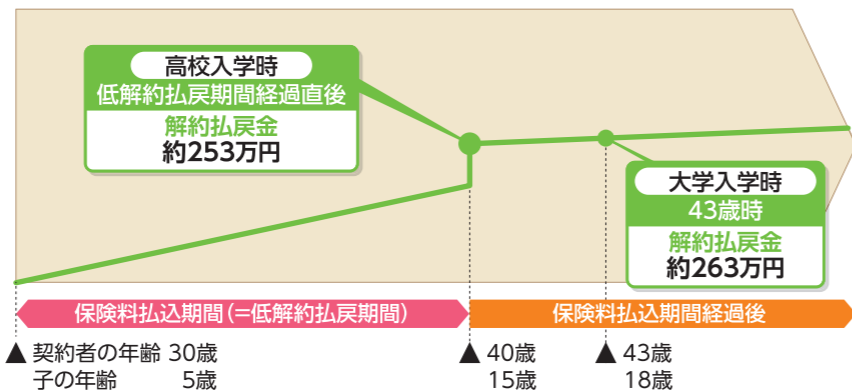 高校入学時
低解約払戻期間経過直後
解約払戻金
約253万円
大学入学時
43歳時
解約払戻金
約263万円
保険料払込期間(=低解約払戻期間)
保険料払込期間経過後
▲ 契約者の年齢 30歳 ▲ 40歳 ▲ 43歳
子の年齢 5歳 15歳 18歳